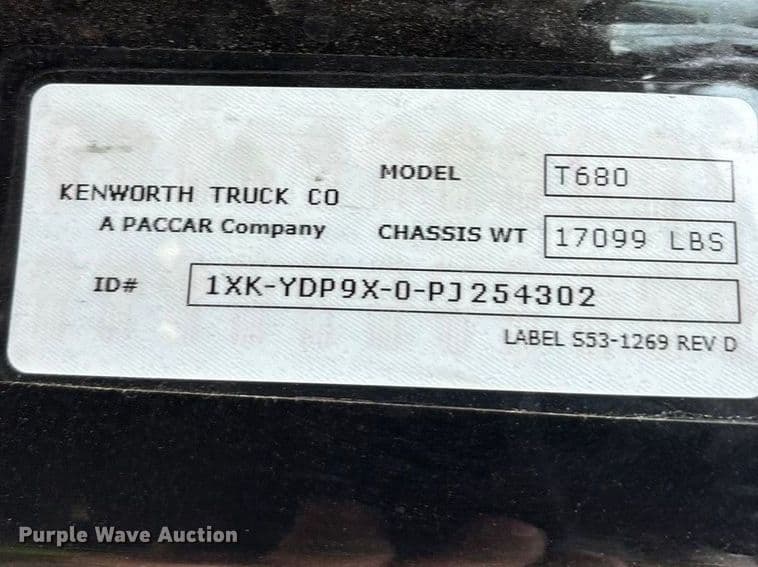 MODEL T680
KENWORTH TRUCK CO
A PACCAR Company
CHASSIS WT 17099 LBS
ID# 1XK-YDP9X-0-PJ254302
LABEL S53-1269 REV D
Purple Wave Auction